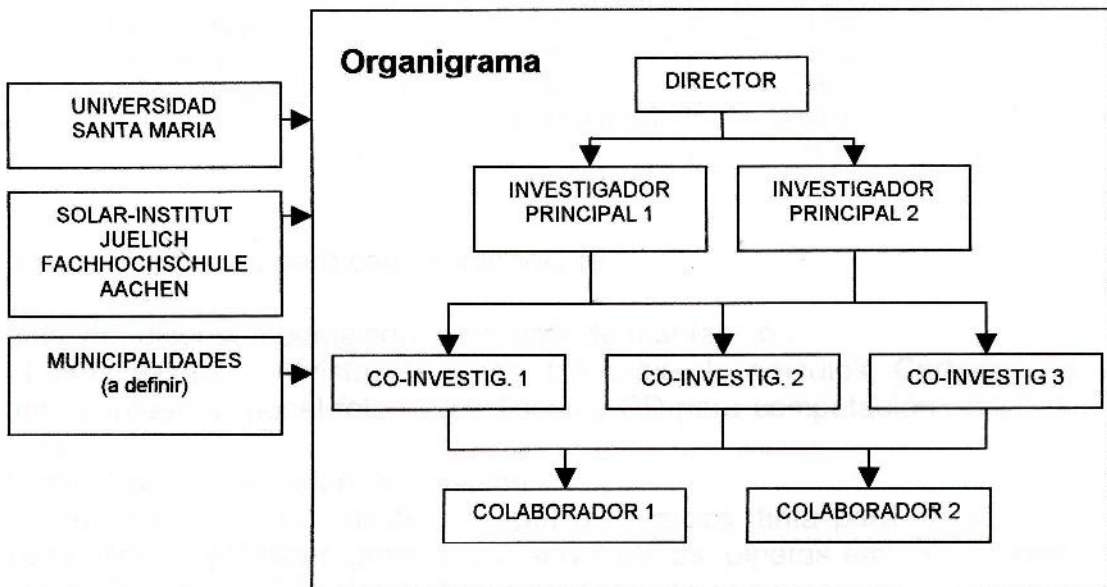 Organigrama
DIRECTOR
UNIVERSIDAD
SANTA MARIA
INVESTIGADOR
PRINCIPAL 1
INVESTIGADOR
PRINCIPAL 2
SOLAR-INSTITUT
JUELICH
FACHHOCHSCHULE
AACHEN
MUNICIPALIDADES
(a definir)
CO-INVESTIG. 1
CO-INVESTIG. 2
CO-INVESTIG 3
COLABORADOR 1
COLABORADOR 2